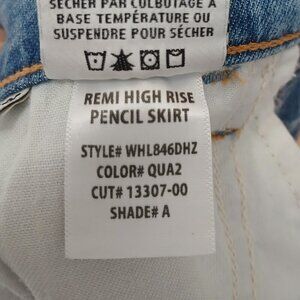 SÉCHER PAR CULBUTAGE À
BASE TEMPÉRATURE OU
SUSPENDRE POUR SÉCHER
REMI HIGH RISE
PENCIL SKIRT
STYLE# WHL846DHZ
COLOR# QUA2
CUT# 13307-00
SHADE# A